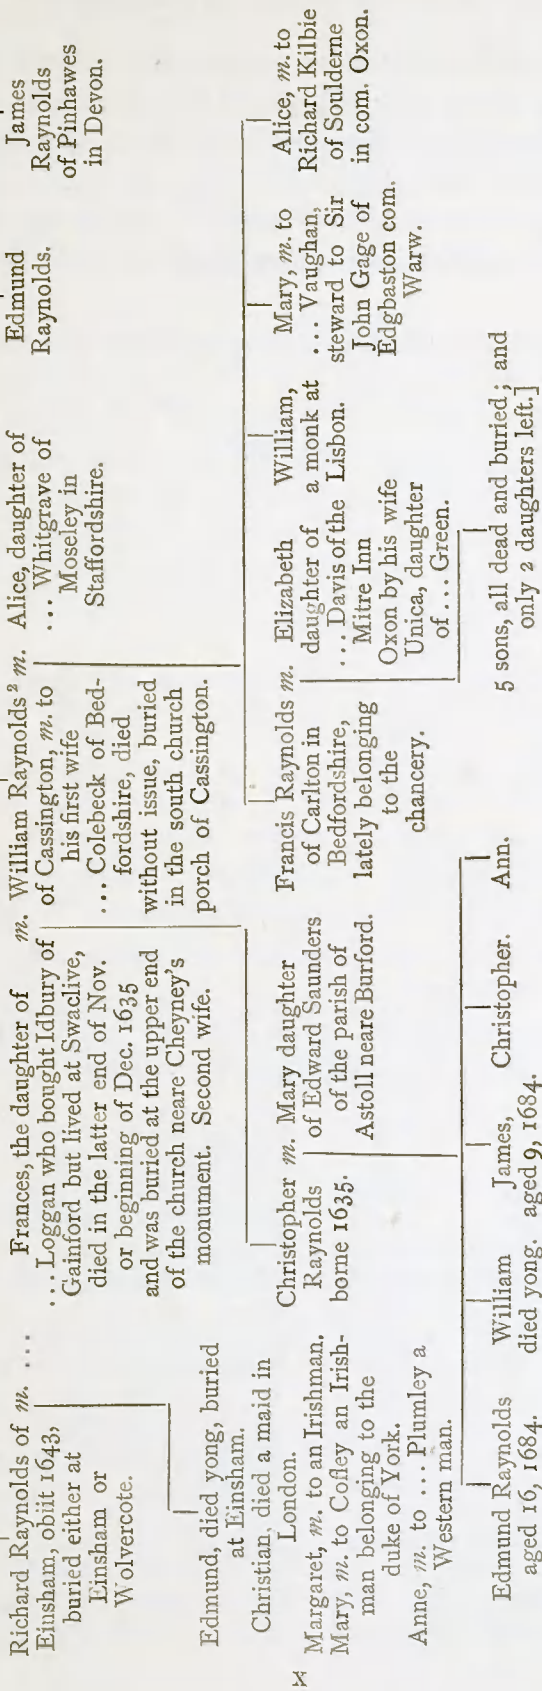 Richard Raynolds of m. ...
Einsham, obiit 1643,
buried either at
Einsham or
Wolvercote.
Frances, the daughter of m.
... Loggan who bought Idbury of
Gainford but lived at Swaclive,
died in the latter end of Nov.
or beginning of Dec. 1635
and was buried at the upper end
of the church neare Cheyney's
monument. Second wife.
William Raynolds 2 m.
of Cassington, m. to
his first wife
... Colebeck of Bed-
fordshire, died
without issue, buried
in the south church
porch of Cassington.
Alice, daughter of
... Whitgrave of
Moseley in
Staffordshire.
Edmund
Raynolds.
James
Raynolds
of Pinhawes
in Devon.
Edmund, died yong, buried
at Einsham.
Christian, died a maid in
London.
Margaret, m. to an Irishman.
Mary, m. to Cofley an Irish-
man belonging to the
duke of York.
Anne, m. to ... Plumley a
Western man.
Christopher m.
Raynolds
borne 1635.
Mary daughter
of Edward Saunders
of the parish of
Astoll neare Burford.
Francis Raynolds m.
of Carlton in
Bedfordshire,
lately belonging
to the
chancery.
Elizabeth
daughter of
... Davis of the
Mitre Inn
Oxon by his wife
Unica, daughter
of ... Green.
William,
a monk at
Lisbon.
Mary, m. to
... Vaughan,
steward to Sir
John Gage of
Edgbaston com.
Warw.
Alice, m. to
Richard Kilbie
of Soulderne
in com. Oxon.
Edmund Raynolds
aged 16, 1684.
William
died yong.
James,
aged 9, 1684.
Christopher.
Ann.
5 sons, all dead and buried; and
only 2 daughters left.]